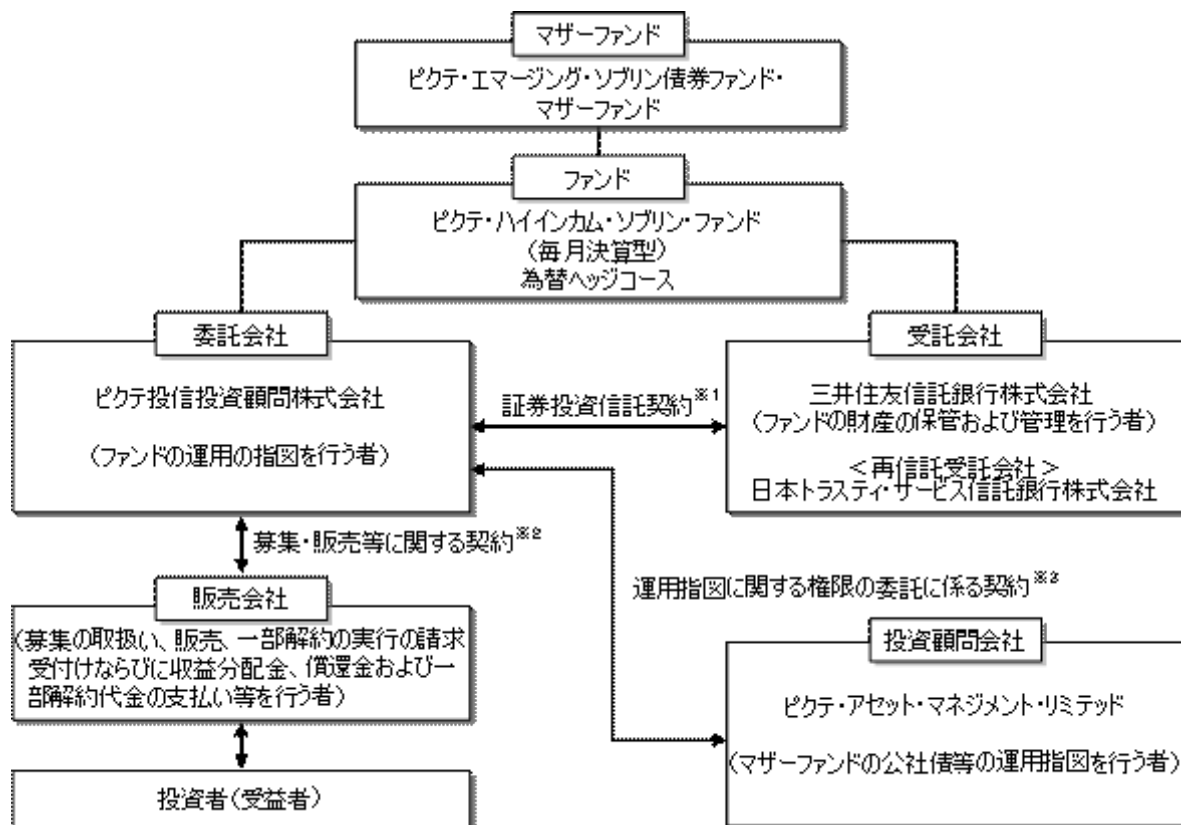 マザーファンド
ピクテ・エマージング・ソブリン債券ファンド・
マザーファンド
ファンド
ピクテ・ハイインカム・ソブリン・ファンド
(毎月決算型)
為替ヘッジコース
委託会社
ピクテ投信投資顧問株式会社
(ファンドの運用の指図を行う者)
証券投資信託契約※1
受託会社
三井住友信託銀行株式会社
(ファンドの財産の保管および管理を行う者)
<再信託受託会社>
日本トラスティ・サービス信託銀行株式会社
募集・販売等に関する契約※2
運用指図に関する権限の委託に係る契約※3
販売会社
(募集の取扱い、販売、一部解約の実行の請求
受付けならびに収益分配金、償還金および一
部解約代金の支払い等を行う者)
投資顧問会社
ピクテ・アセット・マネジメント・リミテッド
(マザーファンドの公社債等の運用指図を行う者)
投資者(受益者)